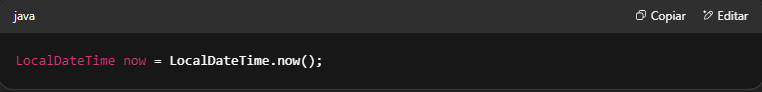 java Copiar Editar
LocalDateTime now = LocalDateTime.now();